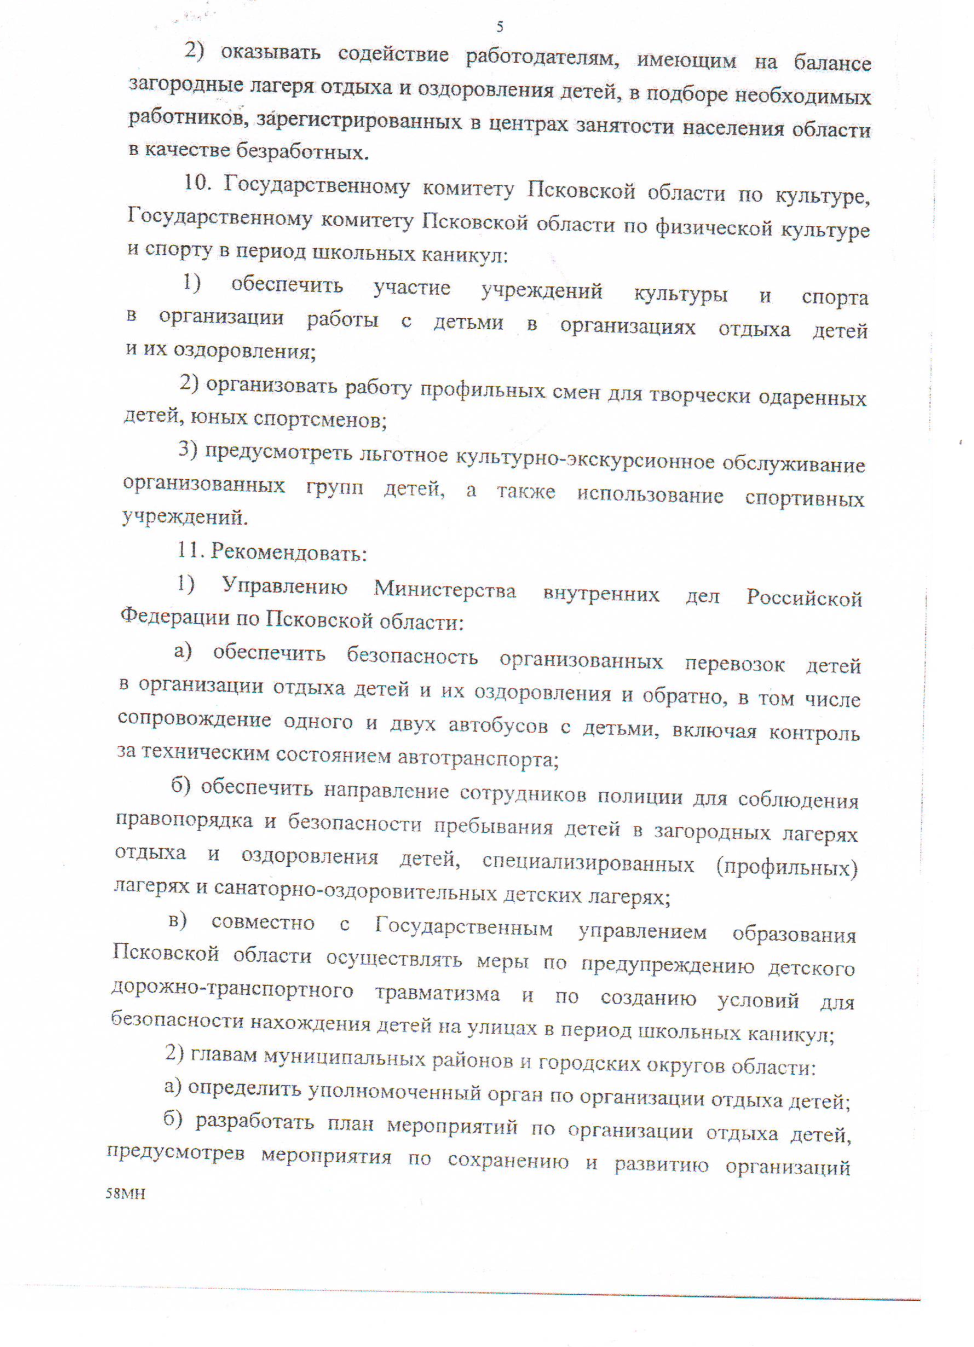 5
2) оказывать содействие работодателям, имеющим на балансе
загородные лагеря отдыха и оздоровления детей, в подборе необходимых
работников, зарегистрированных в центрах занятости населения области
в качестве безработных.
10. Государственному комитету Псковской области по культуре,
Государственному комитету Псковской области по физической культуре
и спорту в период школьных каникул:
1) обеспечить участие учреждений культуры и спорта
в организации работы с детьми в организациях отдыха детей
и их оздоровления;
2) организовать работу профильных смен для творчески одаренных
детей, юных спортсменов;
3) предусмотреть льготное культурно-экскурсионное обслуживание
организованных групп детей, а также использование спортивных
учреждений.
11. Рекомендовать:
1) Управлению Министерства внутренних дел Российской
Федерации по Псковской области:
а) обеспечить безопасность организованных перевозок детей
в организации отдыха детей и их оздоровления и обратно, в том числе
сопровождение одного и двух автобусов с детьми, включая контроль
за техническим состоянием автотранспорта;
б) обеспечить направление сотрудников полиции для соблюдения
правопорядка и безопасности пребывания детей в загородных лагерях
отдыха и оздоровления детей, специализированных (профильных)
лагерях и санаторно-оздоровительных детских лагерях;
в) совместно с Государственным управлением образования
Псковской области осуществлять меры по предупреждению детского
дорожно-транспортного травматизма и по созданию условий для
безопасности нахождения детей на улицах в период школьных каникул;
2) главам муниципальных районов и городских округов области:
а) определить уполномоченный орган по организации отдыха детей;
б) разработать план мероприятий по организации отдыха детей,
предусмотрев мероприятия по сохранению и развитию организаций
58МН